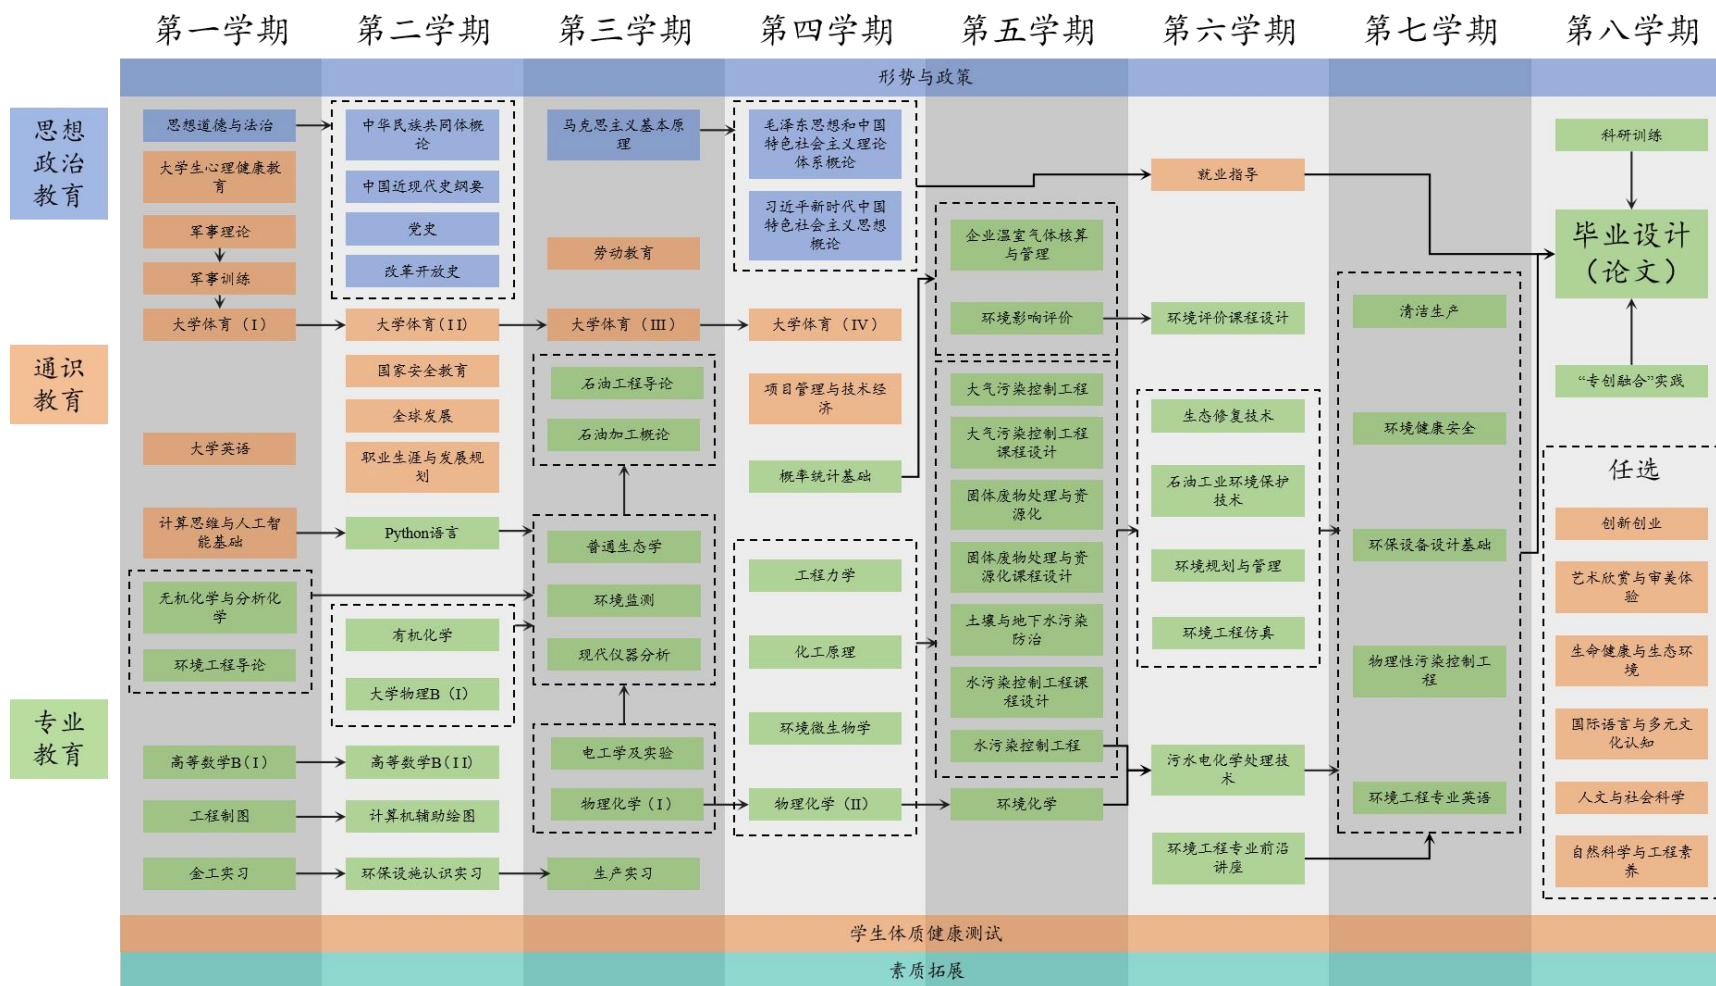 第一学期
第二学期
第三学期
第四学期
第五学期
第六学期
第七学期
第八学期
形势与政策
思想
政治
教育
通识
教育
专业
教育
思想道德与法治
大学生心理健康教
育
军事理论
军事训练
大学体育（I）
大学英语
计算思维与人工智
能基础
无机化学与分析化
学
环境工程导论
高等数学B（I）
工程制图
金工实习
中华民族共同体概
论
中国近现代史纲要
党史
改革开放史
大学体育（II）
国家安全教育
全球发展
职业生涯与发展规
划
Python语言
有机化学
大学物理B（I）
高等数学B（II）
计算机辅助绘图
环保设施认识实习
马克思主义基本原
理
劳动教育
大学体育（III）
石油工程导论
石油加工概论
普通生态学
环境监测
现代仪器分析
电工学及实验
物理化学（I）
生产实习
毛泽东思想和中国
特色社会主义理论
体系概论
习近平新时代中国
特色社会主义思想
概论
大学体育（IV）
项目管理与技术经
济
概率统计基础
工程力学
化工原理
环境微生物学
物理化学（II）
企业温室气体核算
与管理
环境影响评价
大气污染控制工程
大气污染控制工程
课程设计
固体废物处理与资
源化
固体废物处理与资
源化课程设计
土壤与地下水污染
防治
水污染控制工程课
程设计
水污染控制工程
环境化学
就业指导
环境评价课程设计
生态修复技术
石油工业环境保护
技术
环境规划与管理
环境工程仿真
污水电化学处理技
术
环境工程专业前沿
讲座
清洁生产
环境健康安全
环保设备设计基础
物理性污染控制工
程
环境工程专业英语
科研训练
毕业设计
（论文）
“专创融合”实践
任选
创新创业
艺术欣赏与审美体
验
生命健康与生态环
境
国际语言与多元文
化认知
人文与社会科学
自然科学与工程素
养
学生体质健康测试
素质拓展